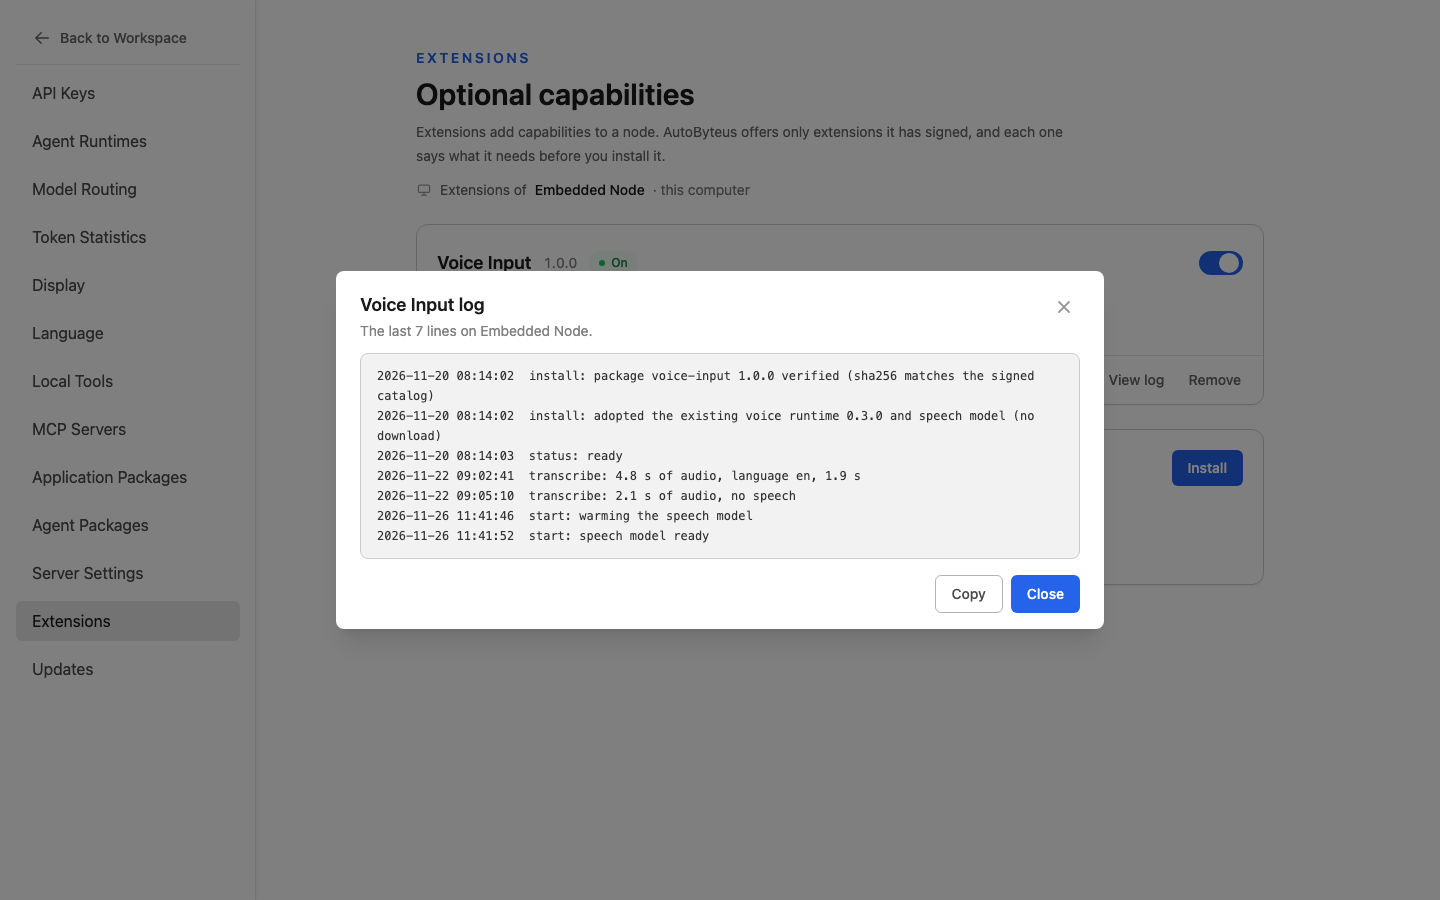 Back to Workspace
API Keys
Agent Runtimes
Model Routing
Token Statistics
Display
Language
Local Tools
MCP Servers
Application Packages
Agent Packages
Server Settings
Extensions
Updates
EXTENSIONS
Optional capabilities
Extensions add capabilities to a node. AutoByteus offers only extensions it has signed, and each one
says what it needs before you install it.
Extensions of Embedded Node · this computer
Voice Input 1.0.0 On
View log Remove
Install
Voice Input log
The last 7 lines on Embedded Node.
2026-11-20 08:14:02 install: package voice-input 1.0.0 verified (sha256 matches the signed
catalog)
2026-11-20 08:14:02 install: adopted the existing voice runtime 0.3.0 and speech model (no
download)
2026-11-20 08:14:03 status: ready
2026-11-22 09:02:41 transcribe: 4.8 s of audio, language en, 1.9 s
2026-11-22 09:05:10 transcribe: 2.1 s of audio, no speech
2026-11-26 11:41:46 start: warming the speech model
2026-11-26 11:41:52 start: speech model ready
Copy Close